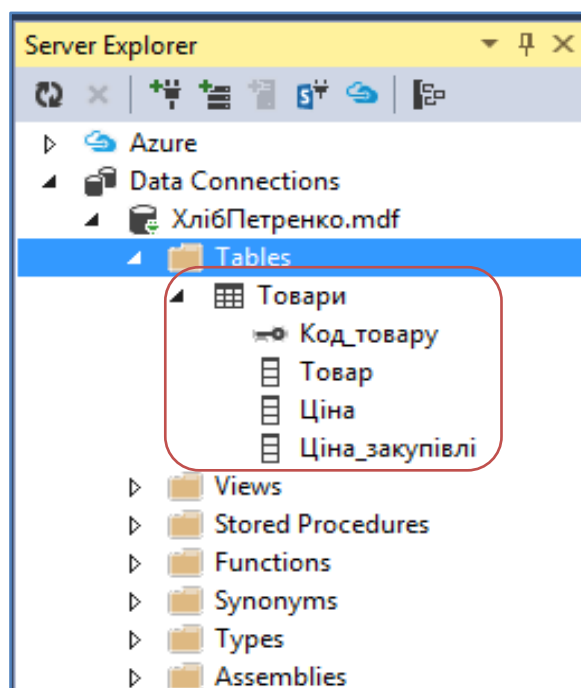 Server Explorer
Azure
Data Connections
ХлібПетренко.mdf
Tables
Товари
Код_товару
Товар
Ціна
Ціна_закупівлі
Views
Stored Procedures
Functions
Synonyms
Types
Assemblies